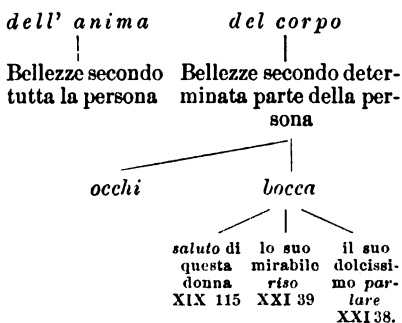 dell' anima del corpo
Bellezze secondo Bellezze secondo deter-
tutta la persona minata parte della per-
sona
occhi bocca
saluto di lo suo il suo
questa mirabile dolcissi-
donna riso mo par-
XIX 115 XXI 39 lare
XXI 38.